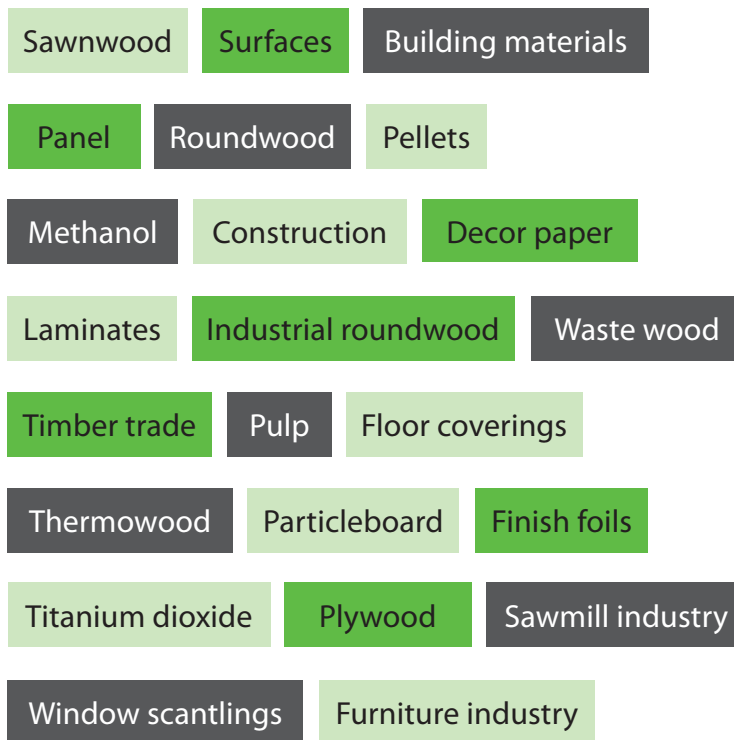 Sawnwood Surfaces Building materials
Panel Roundwood Pellets
Methanol Construction Decor paper
Laminates Industrial roundwood Waste wood
Timber trade Pulp Floor coverings
Thermowood Particleboard Finish foils
Titanium dioxide Plywood Sawmill industry
Window scantlings Furniture industry